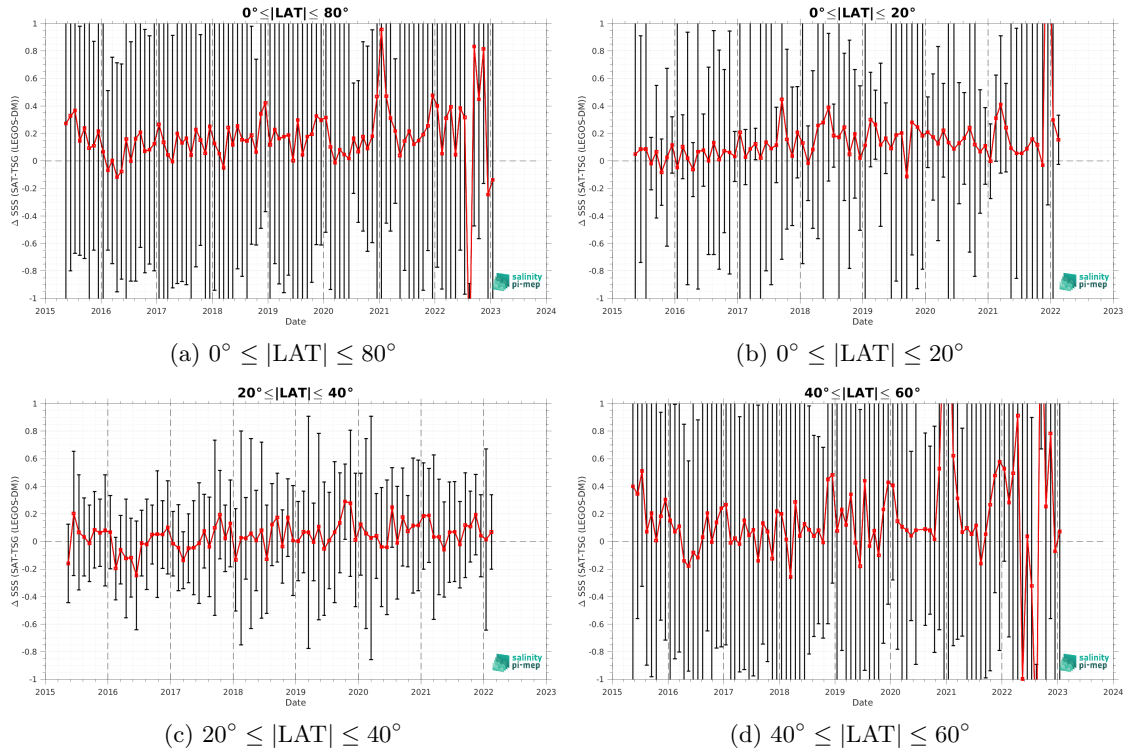 0°≤|LAT|≤ 80°
1
0.8
0.6
0.4
0.2
0
-0.2
-0.4
-0.6
-0.8
-1
Δ SSS (SAT-TSG (LEGOS-DM))
2015 2016 2017 2018 2019 2020 2021 2022 2023 2024
Date
salinity
pi-mep
(a) 0° ≤ |LAT| ≤ 80°
0°≤|LAT|≤ 20°
1
0.8
0.6
0.4
0.2
0
-0.2
-0.4
-0.6
-0.8
-1
Δ SSS (SAT-TSG (LEGOS-DM))
2015 2016 2017 2018 2019 2020 2021 2022 2023
Date
salinity
pi-mep
(b) 0° ≤ |LAT| ≤ 20°
20°≤|LAT|≤ 40°
1
0.8
0.6
0.4
0.2
0
-0.2
-0.4
-0.6
-0.8
-1
Δ SSS (SAT-TSG (LEGOS-DM))
2015 2016 2017 2018 2019 2020 2021 2022 2023
Date
salinity
pi-mep
(c) 20° ≤ |LAT| ≤ 40°
40°≤|LAT|≤ 60°
1
0.8
0.6
0.4
0.2
0
-0.2
-0.4
-0.6
-0.8
-1
Δ SSS (SAT-TSG (LEGOS-DM))
2015 2016 2017 2018 2019 2020 2021 2022 2023 2024
Date
salinity
pi-mep
(d) 40° ≤ |LAT| ≤ 60°